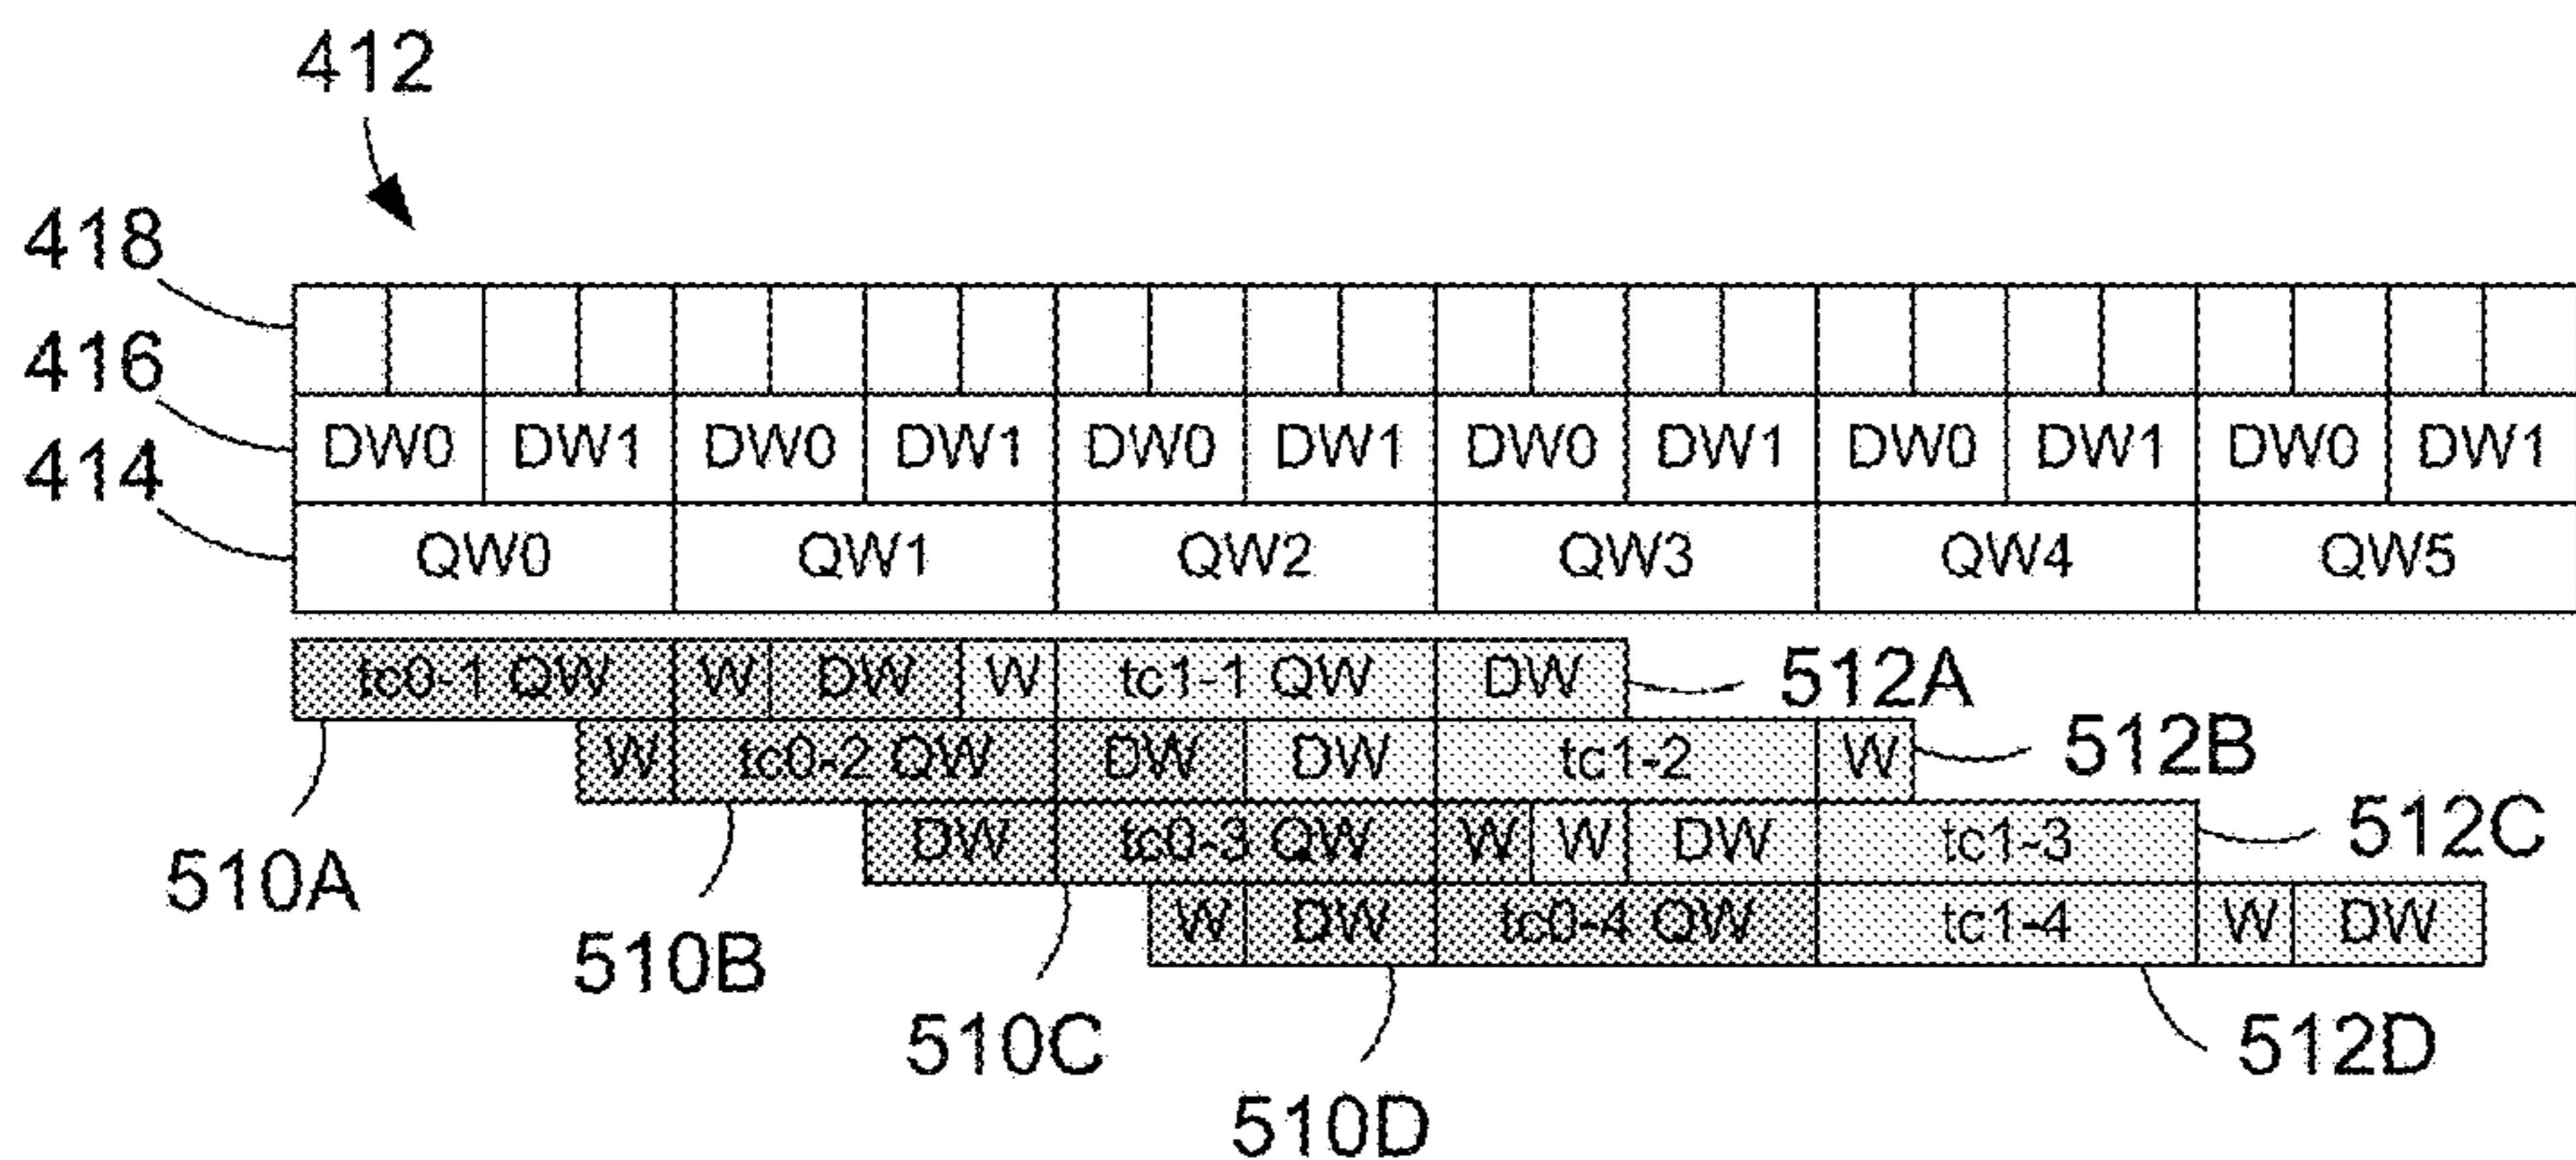 412
418
416
DW0 DW1 DW0 DW1 DW0 DW1 DW0 DW1 DW0 DW1 DW0 DW1
414
QW0 QW1 QW2 QW3 QW4 QW5
tc0-1 QW W DW W tc1-1 QW DW 512A
W tc0-2 QW DW DW tc1-2 W 512B
DW tc0-3 QW W W DW tc1-3 512C
510A
W DW tc0-4 QW tc1-4 W DW
510B
510C
512D
510D